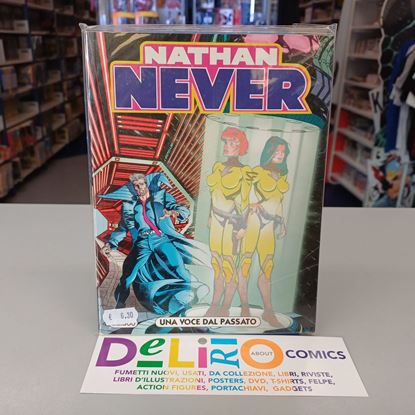 NATHAN
NEVER
€ 6,30
UNA VOCE DAL PASSATO
DeLiRiO ABOUT COMICS
FUMETTI NUOVI, USATI, DA COLLEZIONE, LIBRI, RIVISTE,
LIBRI D'ILLUSTRAZIONI, POSTERS, DVD, T-SHIRTS, FELPE,
ACTION FIGURES, PORTACHIAVI, GADGETS